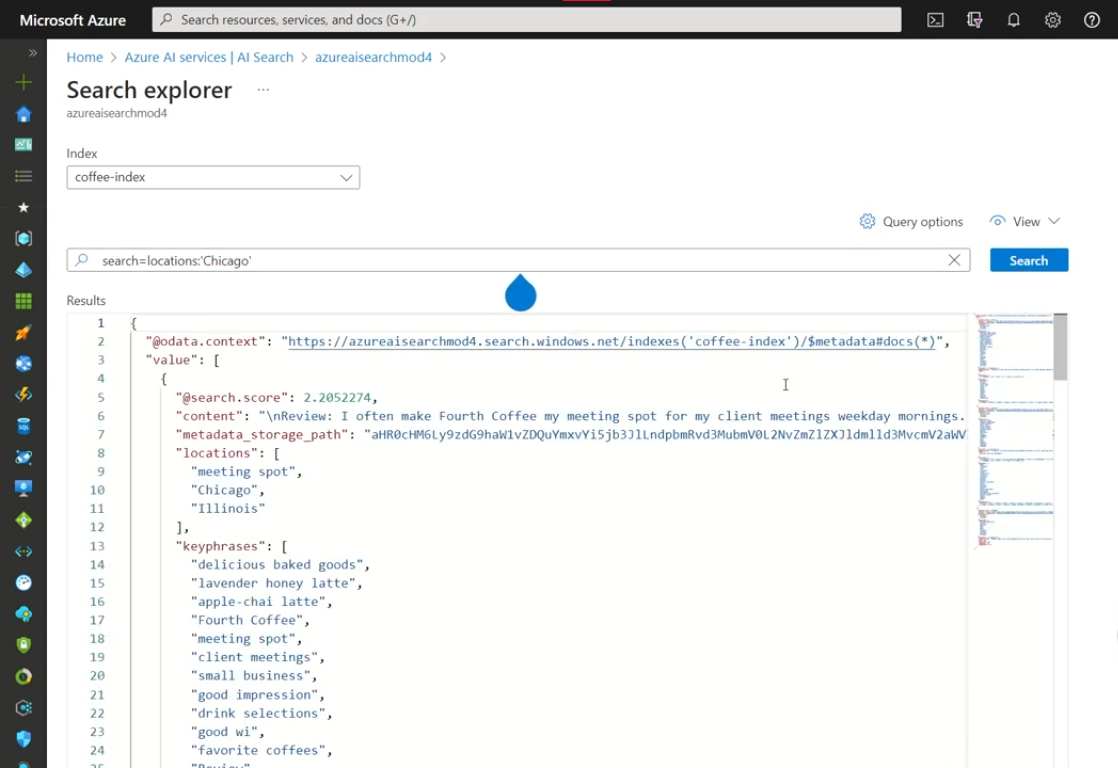 Microsoft Azure
Search resources, services, and docs (G+/)
Home > Azure AI services | AI Search > azureaisearchmod4 >
Search explorer ...
azureaisearchmod4
Index
coffee-index
Query options
View
search=locations:'Chicago'
Search
Results
1 {
2 "@odata.context": "https://azureaisearchmod4.search.windows.net/indexes('coffee-index')/$metadata#docs(*)",
3 "value": [
4 {
5 "@search.score": 2.2052274,
6 "content": "\nReview: I often make Fourth Coffee my meeting spot for my client meetings weekday mornings.
7 "metadata_storage_path":
8 "locations": [
9 "meeting spot",
10 "Chicago",
11 "Illinois"
12 ],
13 "keyphrases": [
14 "delicious baked goods",
15 "lavender honey latte",
16 "apple-chai latte",
17 "Fourth Coffee",
18 "meeting spot",
19 "client meetings",
20 "small business",
21 "good impression",
22 "drink selections",
23 "good wi",
24 "favorite coffees",